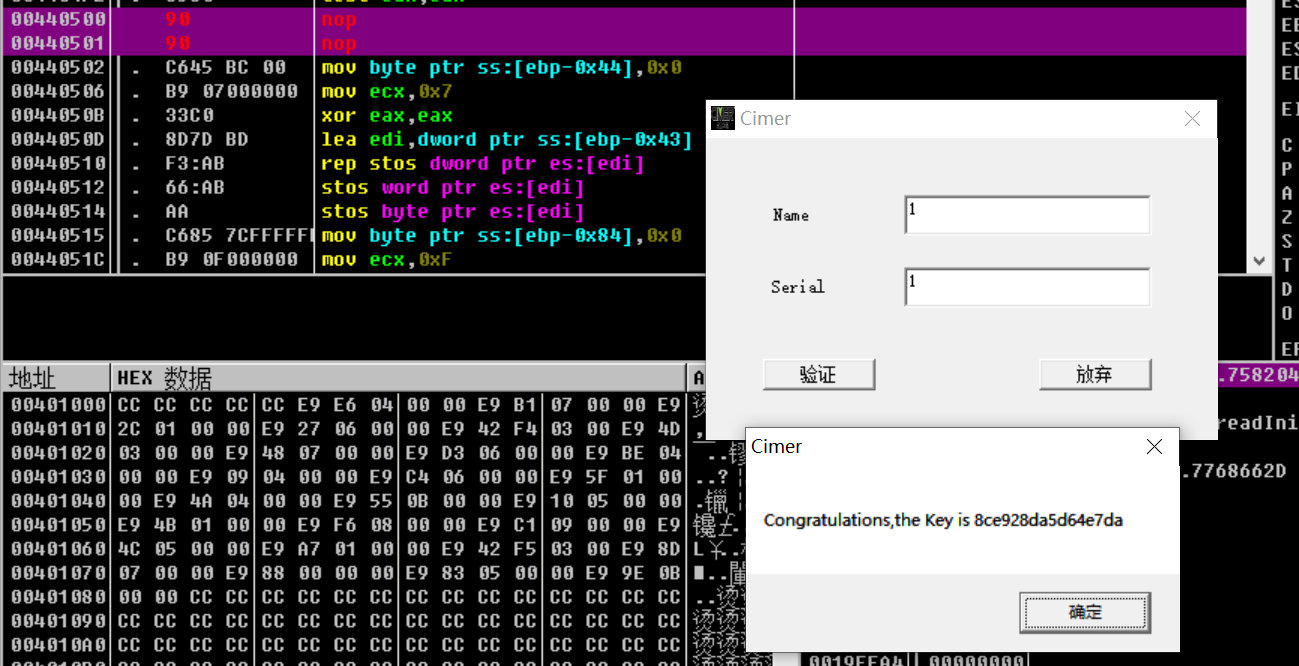 00440500 90 nop
00440501 90 nop
00440502 . C645 BC 00 mov byte ptr ss:[ebp-0x44],0x0
00440506 . B9 07000000 mov ecx,0x7
0044050B . 33C0 xor eax,eax
0044050D . 8D7D BD lea edi,dword ptr ss:[ebp-0x43]
00440510 . F3:AB rep stos dword ptr es:[edi]
00440512 . 66:AB stos word ptr es:[edi]
00440514 . AA stos byte ptr es:[edi]
00440515 . C685 7CFFFFFF mov byte ptr ss:[ebp-0x84],0x0
0044051C . B9 0F000000 mov ecx,0xF
Cimer
Name 1
Serial 1
验证 放弃
Cimer
Congratulations,the Key is 8ce928da5d64e7da
确定
地址 HEX 数据 A
00401000 CC CC CC CC CC E9 E6 04 00 00 E9 B1 07 00 00 E9
00401010 2C 01 00 00 E9 27 06 00 00 E9 42 F4 03 00 E9 4D
00401020 03 00 00 E9 48 07 00 00 E9 D3 06 00 00 E9 BE 04
00401030 00 00 E9 09 04 00 00 E9 C4 06 00 00 E9 5F 01 00
00401040 00 E9 4A 04 00 00 E9 55 0B 00 00 E9 10 05 00 00
00401050 E9 4B 01 00 00 E9 F6 08 00 00 E9 C1 09 00 00 E9
00401060 4C 05 00 00 E9 A7 01 00 00 E9 42 F5 03 00 E9 8D
00401070 07 00 00 E9 88 00 00 00 E9 83 05 00 00 E9 9E 0B
00401080 00 00 CC CC CC CC CC CC CC CC CC CC CC CC CC CC
00401090 CC CC CC CC CC CC CC CC CC CC CC CC CC CC CC CC
004010A0 CC CC CC CC CC CC CC CC CC CC CC CC CC CC CC CC
.758204
readIni
.7768662D
0019FFA4 00000000